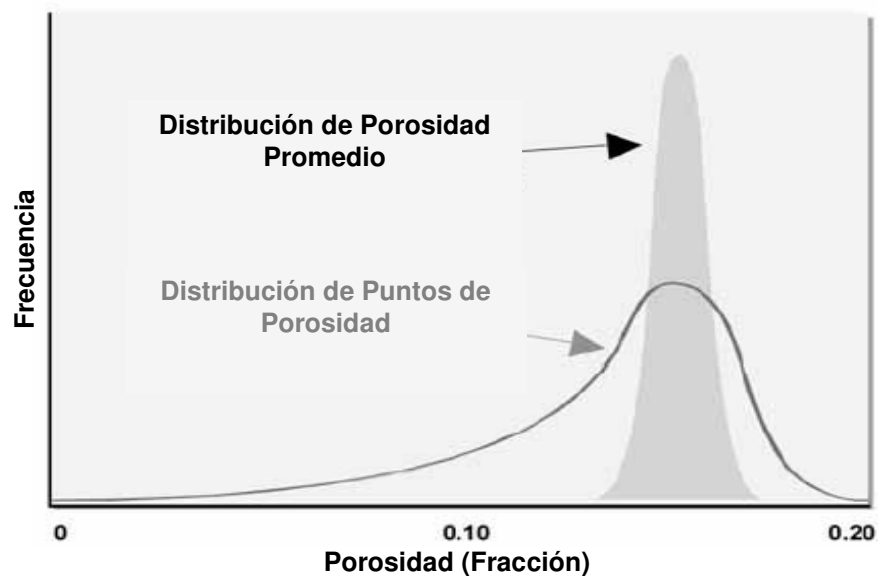 Distribución de Porosidad
Promedio
Distribución de Puntos de
Porosidad
Frecuencia
0
0.10
0.20
Porosidad (Fracción)